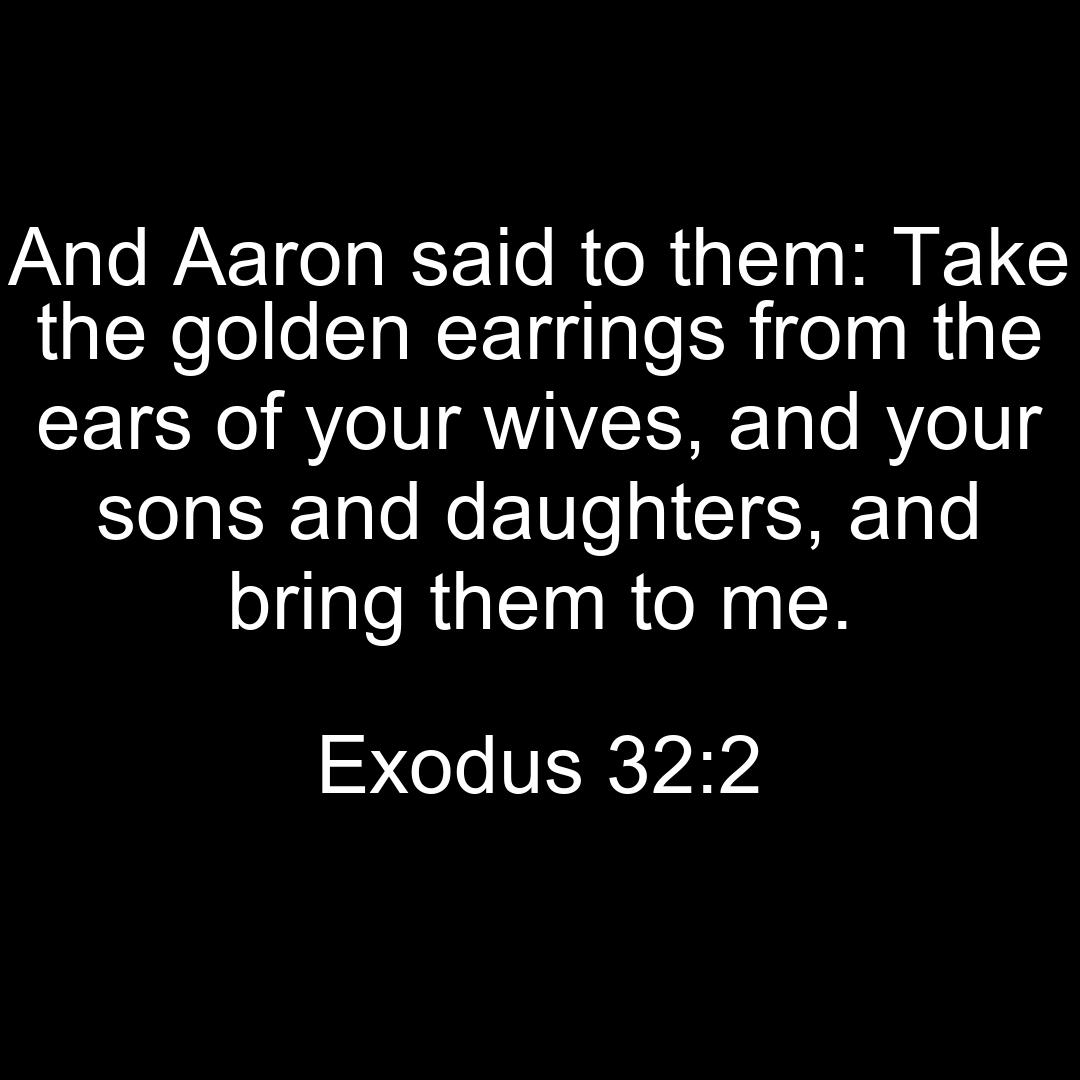 And Aaron said to them: Take
the golden earrings from the
ears of your wives, and your
sons and daughters, and
bring them to me.
Exodus 32:2